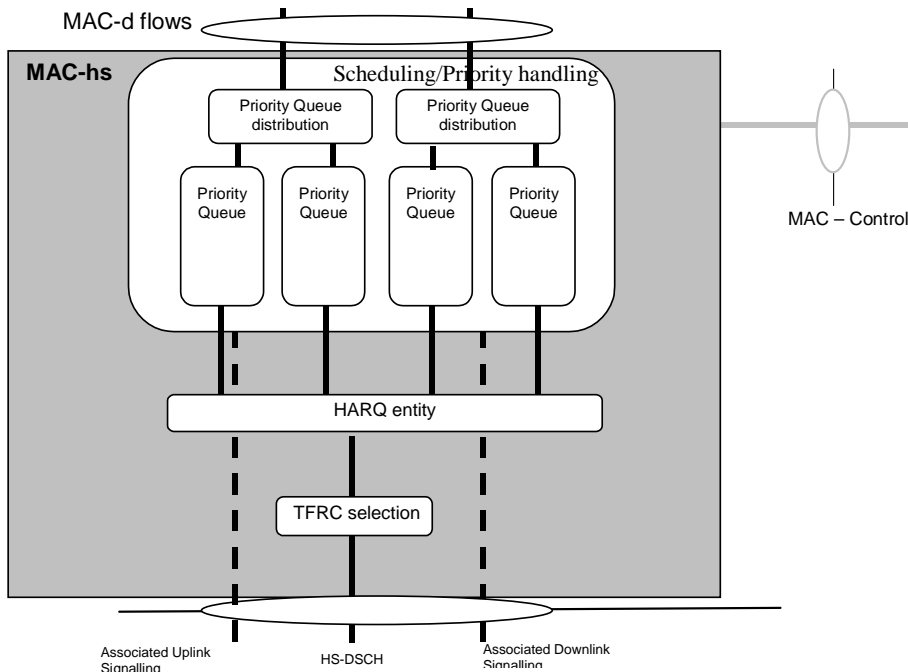 MAC-d flows
MAC-hs
Scheduling/Priority handling
Priority Queue
distribution
Priority Queue
distribution
Priority
Queue
Priority
Queue
Priority
Queue
Priority
Queue
MAC – Control
HARQ entity
TFRC selection
Associated Uplink
Signalling
HS-DSCH
Associated Downlink
Signalling